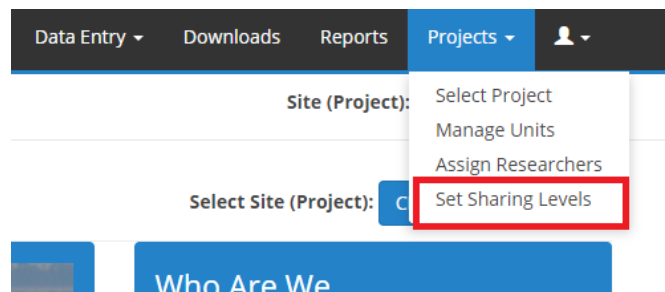 Data Entry Downloads Reports Projects
Site (Project):
Select Project
Manage Units
Assign Researchers
Set Sharing Levels
Select Site (Project): C
Who Are We